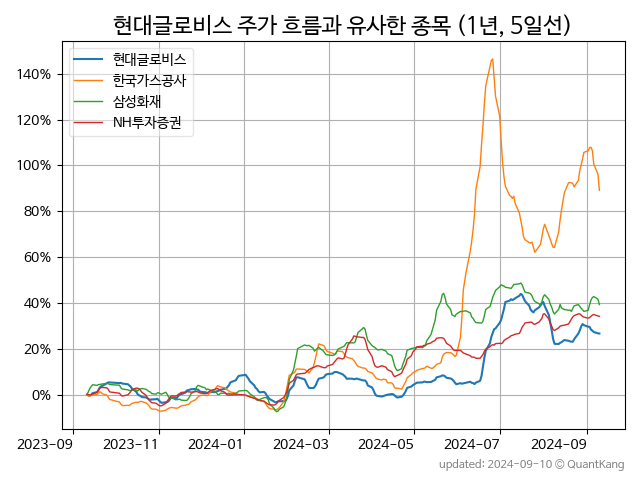 현대글로비스 주가 흐름과 유사한 종목 (1년, 5일선)
현대글로비스
한국가스공사
삼성화재
NH투자증권
140%
120%
100%
80%
60%
40%
20%
0%
2023-09 2023-11 2024-01 2024-03 2024-05 2024-07 2024-09
updated: 2024-09-10 ⓒ QuantKang